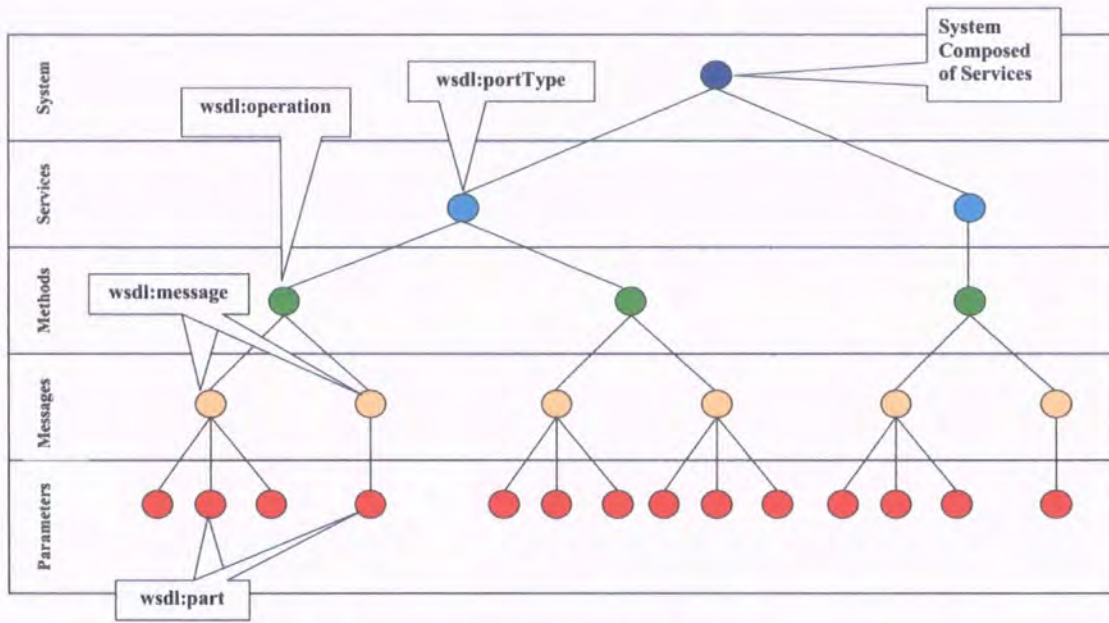 System
Composed
of Services
wsdl:portType
wsdl:operation
System
Services
wsdl:message
Methods
Messages
Parameters
wsdl:part